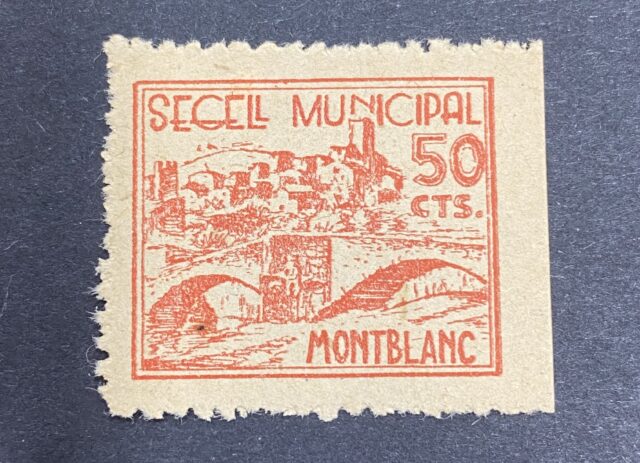 SEGELL MUNICIPAL
50
CTS.
MONTBLANC